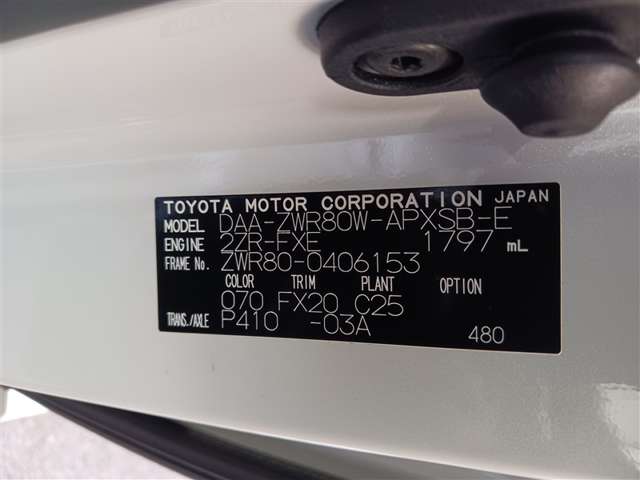 TOYOTA MOTOR CORPORATION JAPAN
MODEL DAA-ZWR80W-APXSB-E
ENGINE 2ZR-FXE 1797 mL
FRAME No. ZWR80-0406153
COLOR TRIM PLANT OPTION
070 FX20 C25
TRANS./AXLE P410 -03A
480